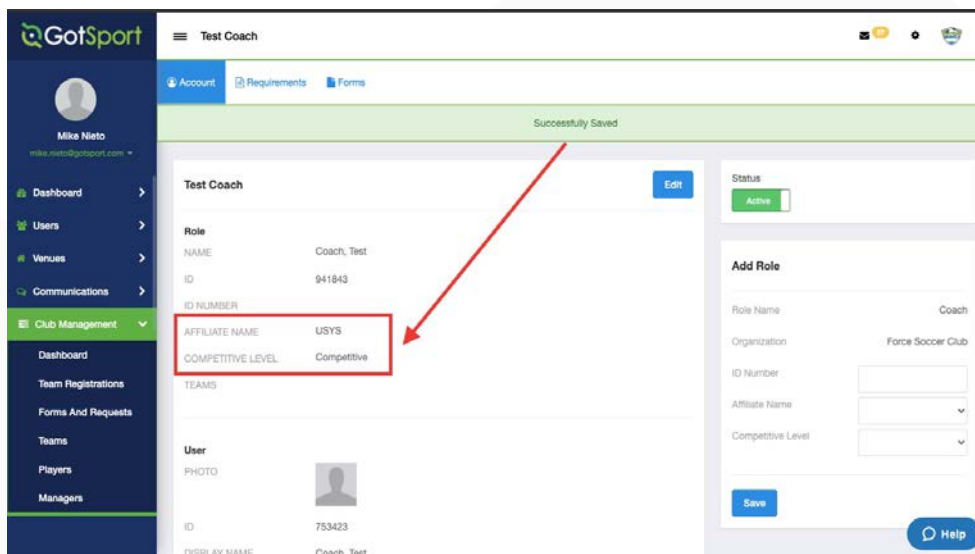 GotSport
Test Coach
Mike Nieto
mike.nieto@gotsport.com
Dashboard
Users
Venues
Communications
Club Management
Dashboard
Team Registrations
Forms And Requests
Teams
Players
Managers
Account Requirements Forms
Successfully Saved
Test Coach
Edit
Role
NAME Coach, Test
ID 941843
ID NUMBER
AFFILIATE NAME USYS
COMPETITIVE LEVEL Competitive
TEAMS
User
PHOTO
ID 753423
DISPLAY NAME Coach, Test
Status
Active
Add Role
Role Name Coach
Organization Force Soccer Club
ID Number
Affiliate Name
Competitive Level
Save
Help